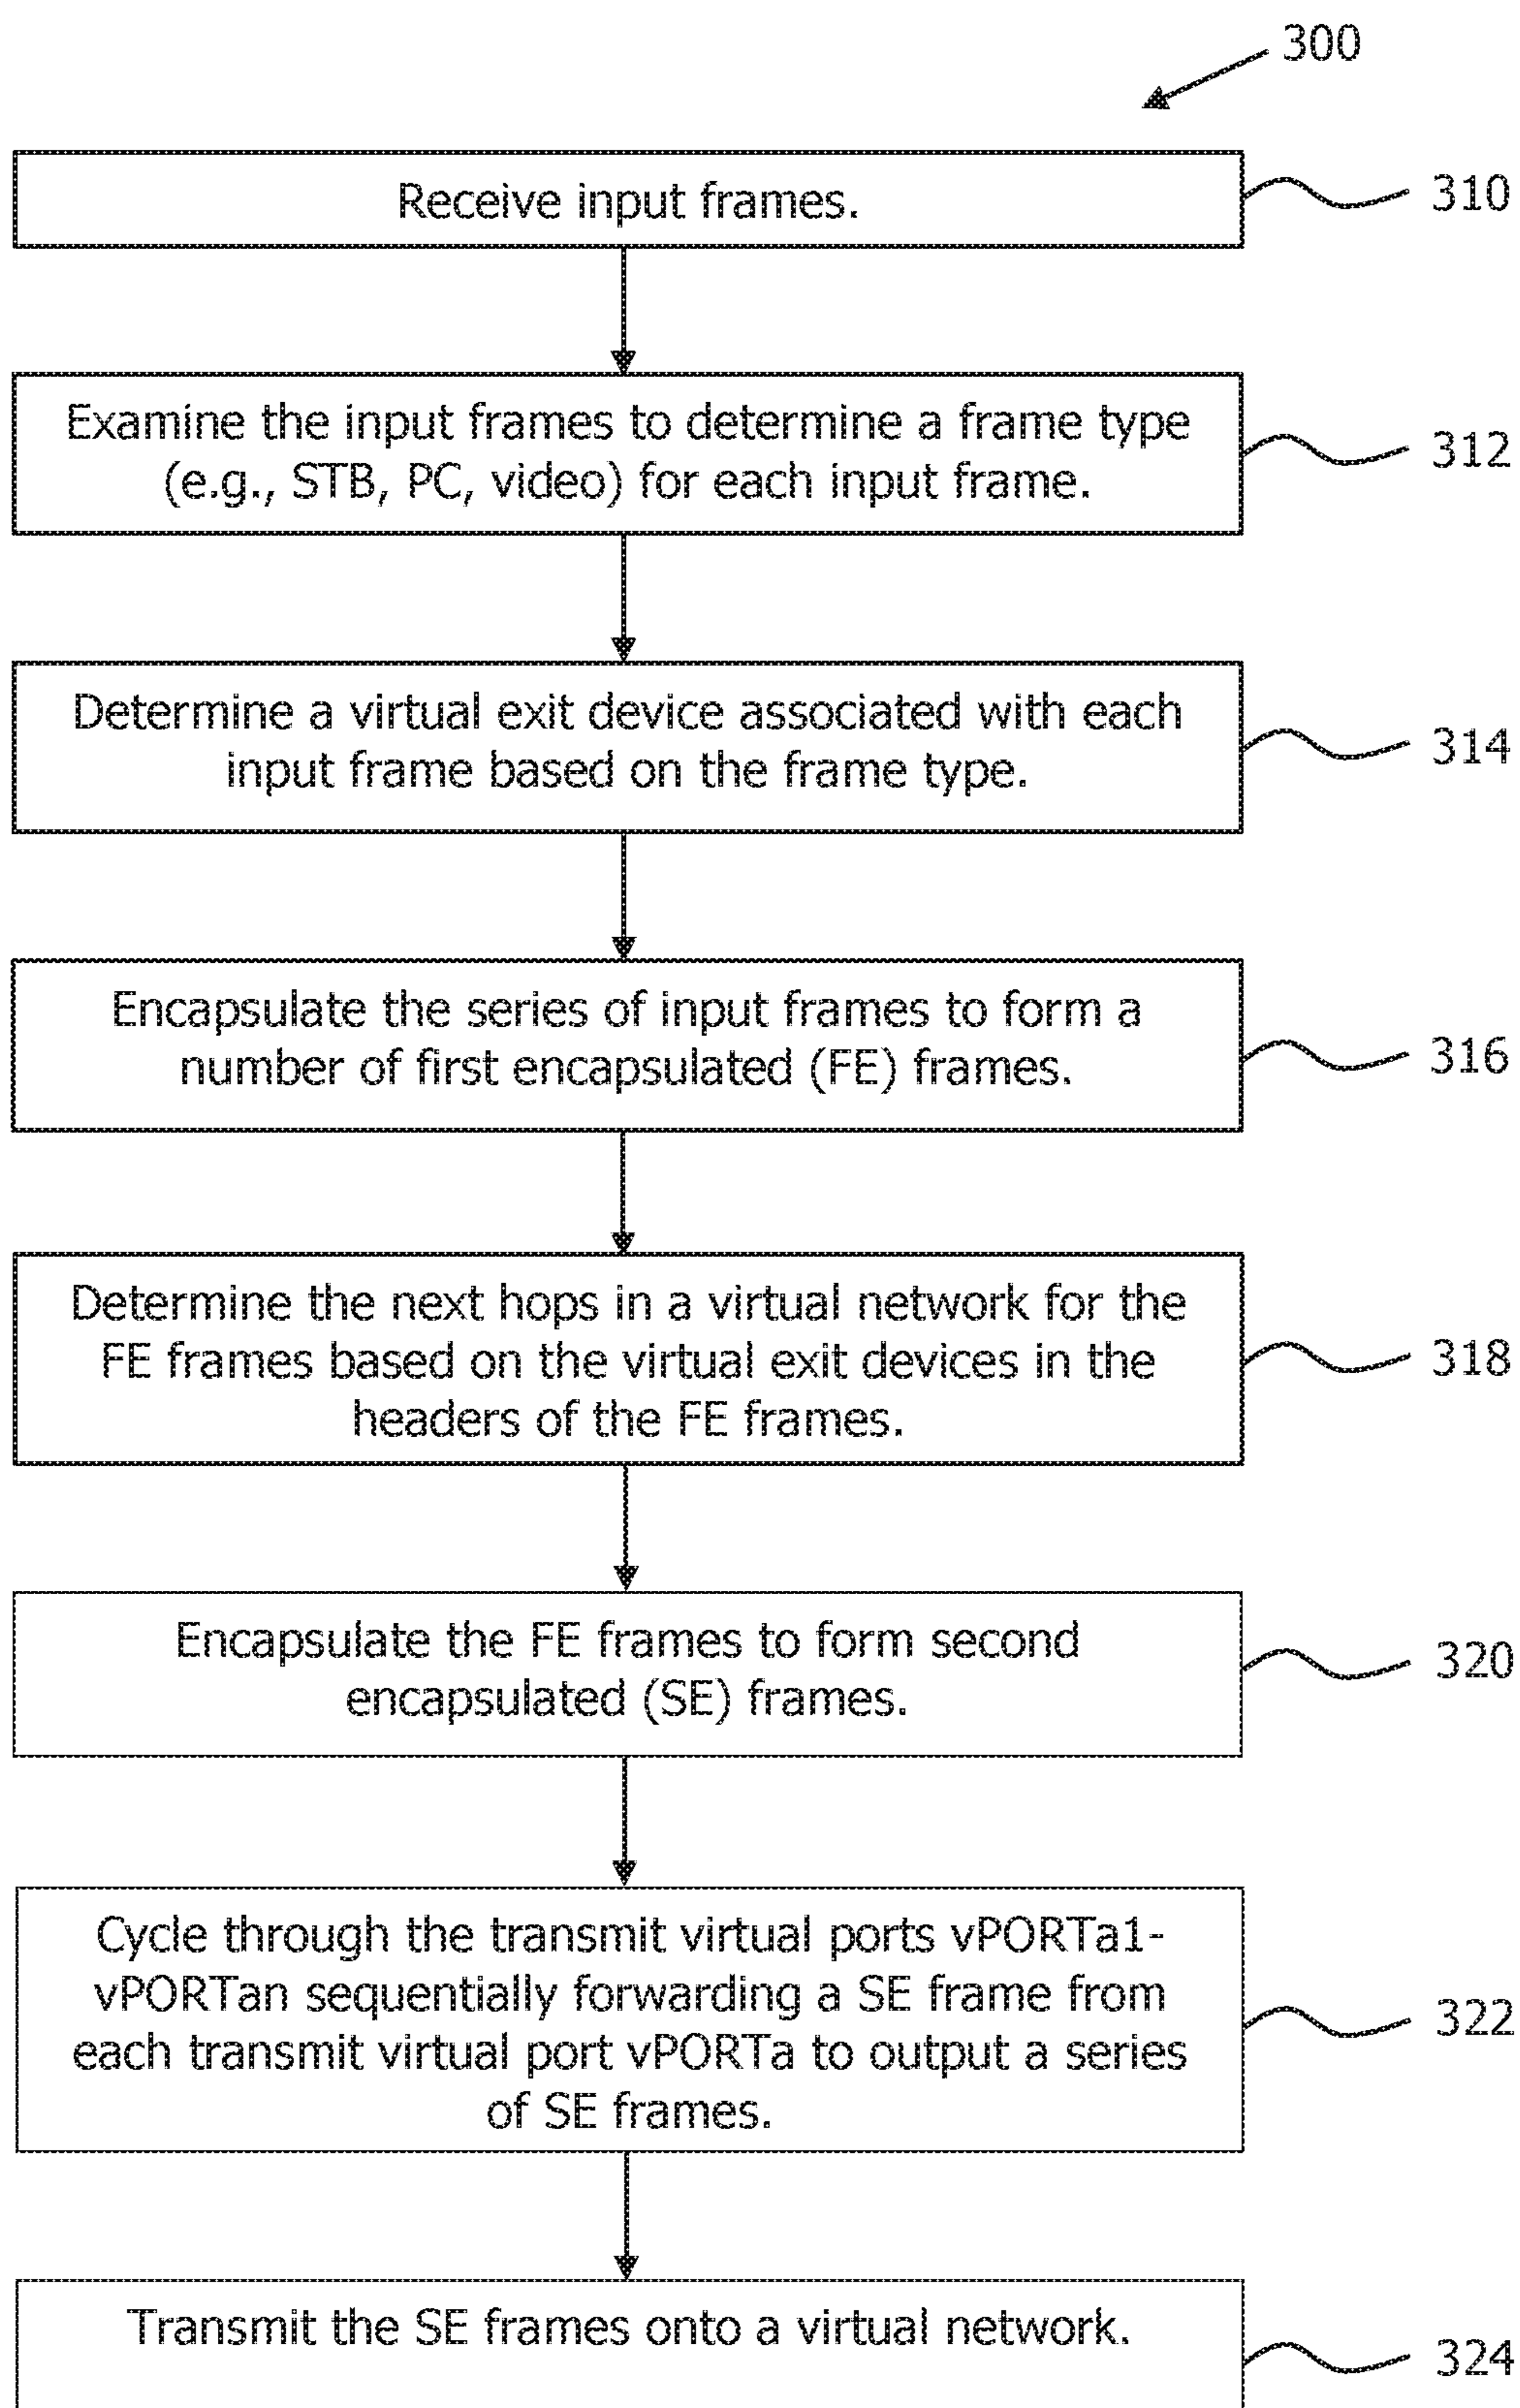 300
Receive input frames.
310
Examine the input frames to determine a frame type
(e.g., STB, PC, video) for each input frame.
312
Determine a virtual exit device associated with each
input frame based on the frame type.
314
Encapsulate the series of input frames to form a
number of first encapsulated (FE) frames.
316
Determine the next hops in a virtual network for the
FE frames based on the virtual exit devices in the
headers of the FE frames.
318
Encapsulate the FE frames to form second
encapsulated (SE) frames.
320
Cycle through the transmit virtual ports vPORTa1-
vPORTan sequentially forwarding a SE frame from
each transmit virtual port vPORTa to output a series
of SE frames.
322
Transmit the SE frames onto a virtual network.
324